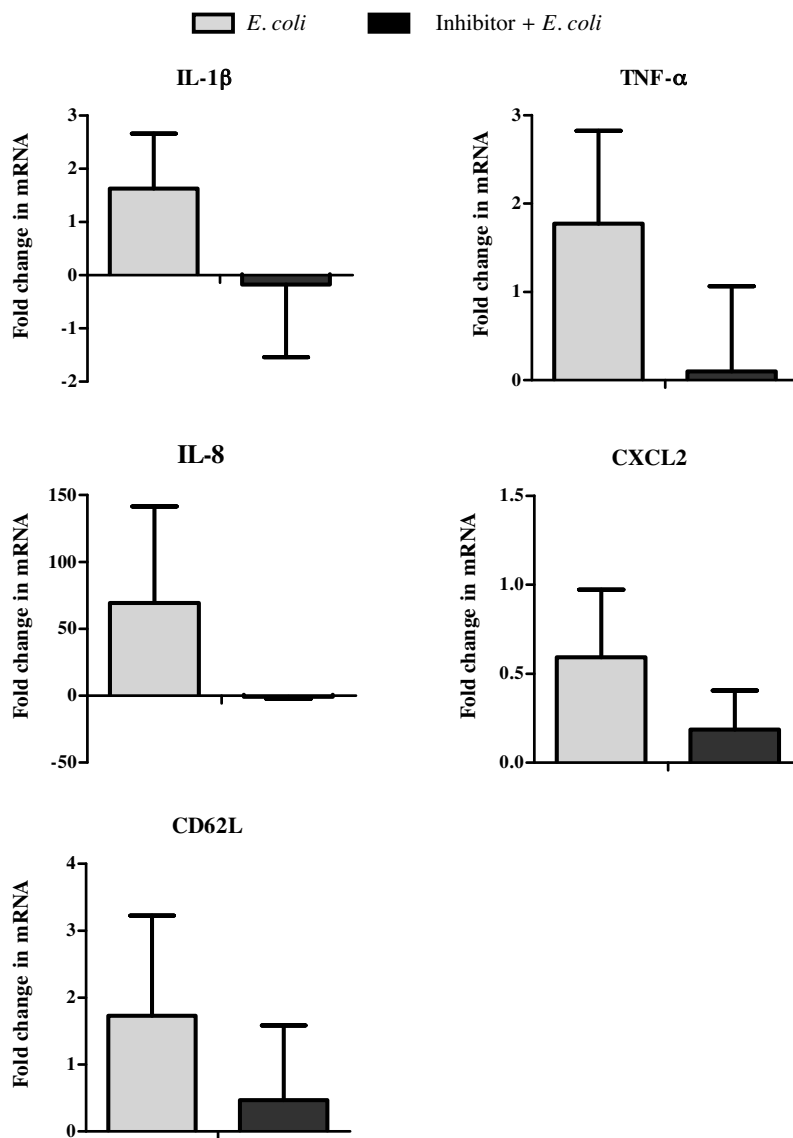 E. coli
Inhibitor + E. coli
IL-1β
Fold change in mRNA
3
2
1
0
-1
-2
TNF-α
Fold change in mRNA
3
2
1
0
IL-8
Fold change in mRNA
150
100
50
0
-50
CXCL2
Fold change in mRNA
1.5
1.0
0.5
0.0
CD62L
Fold change in mRNA
4
3
2
1
0